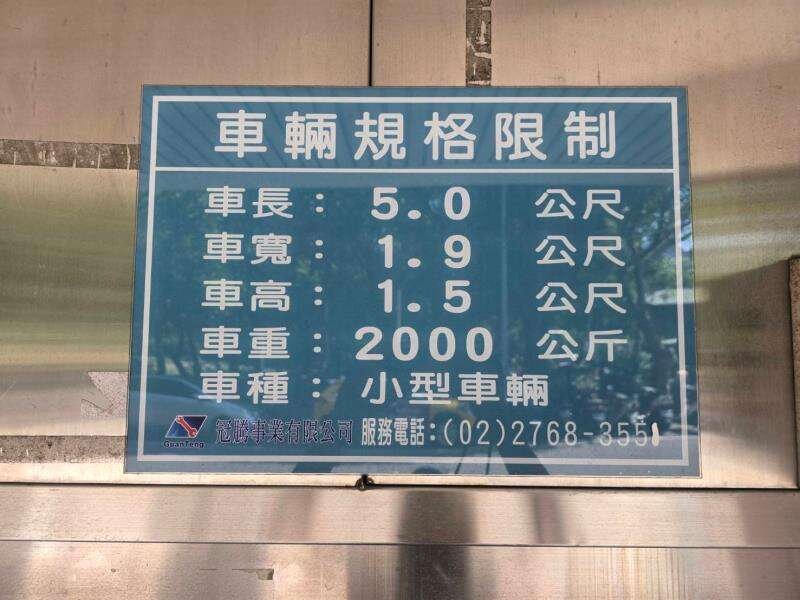 車輛規格限制
車長： 5.0 公尺
車寬： 1.9 公尺
車高： 1.5 公尺
車重： 2000 公斤
車種： 小型車輛
GuanTeng 冠騰事業有限公司 服務電話：(02)2768-3551